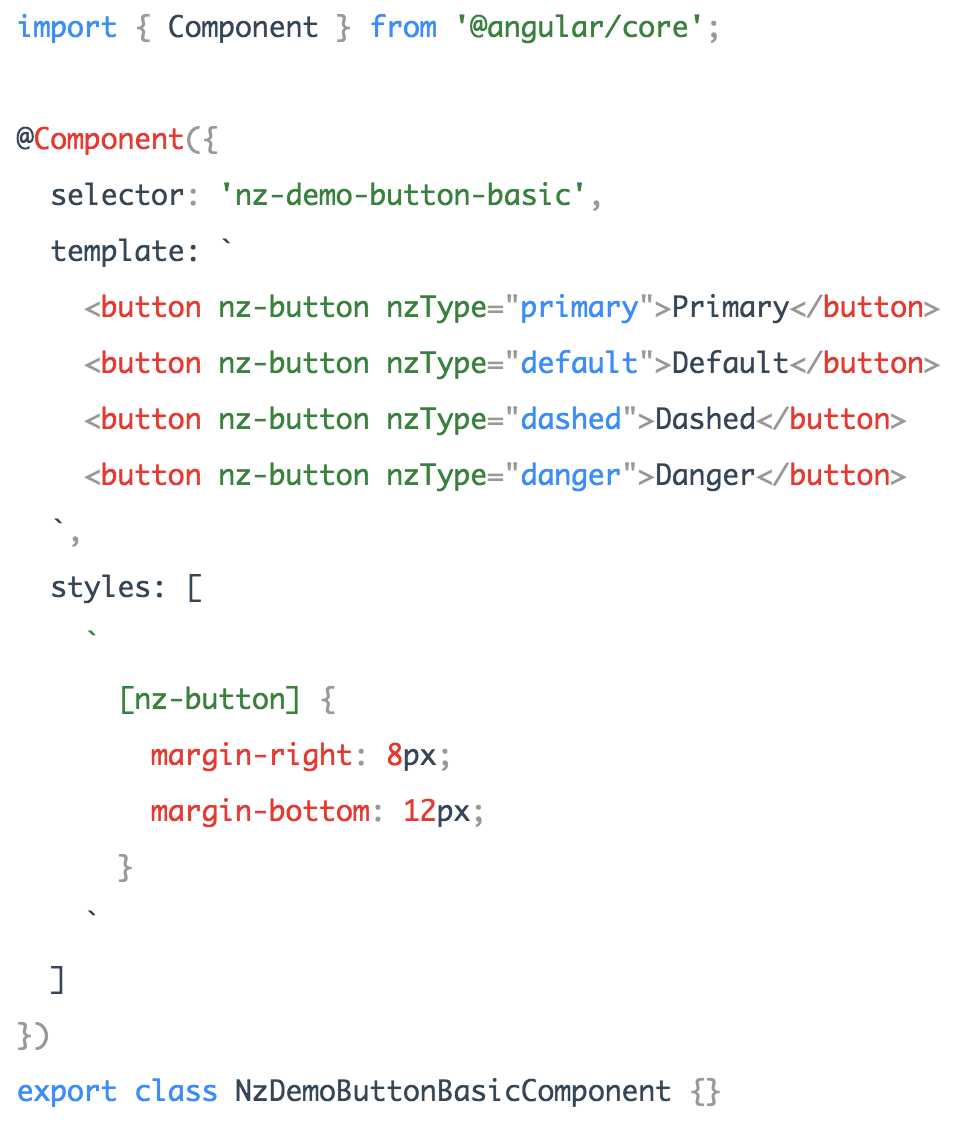 import { Component } from '@angular/core';

@Component({
  selector: 'nz-demo-button-basic',
  template: `
    <button nz-button nzType="primary">Primary</button>
    <button nz-button nzType="default">Default</button>
    <button nz-button nzType="dashed">Dashed</button>
    <button nz-button nzType="danger">Danger</button>
  `,
  styles: [
    `
      [nz-button] {
        margin-right: 8px;
        margin-bottom: 12px;
      }
    `
  ]
})
export class NzDemoButtonBasicComponent {}